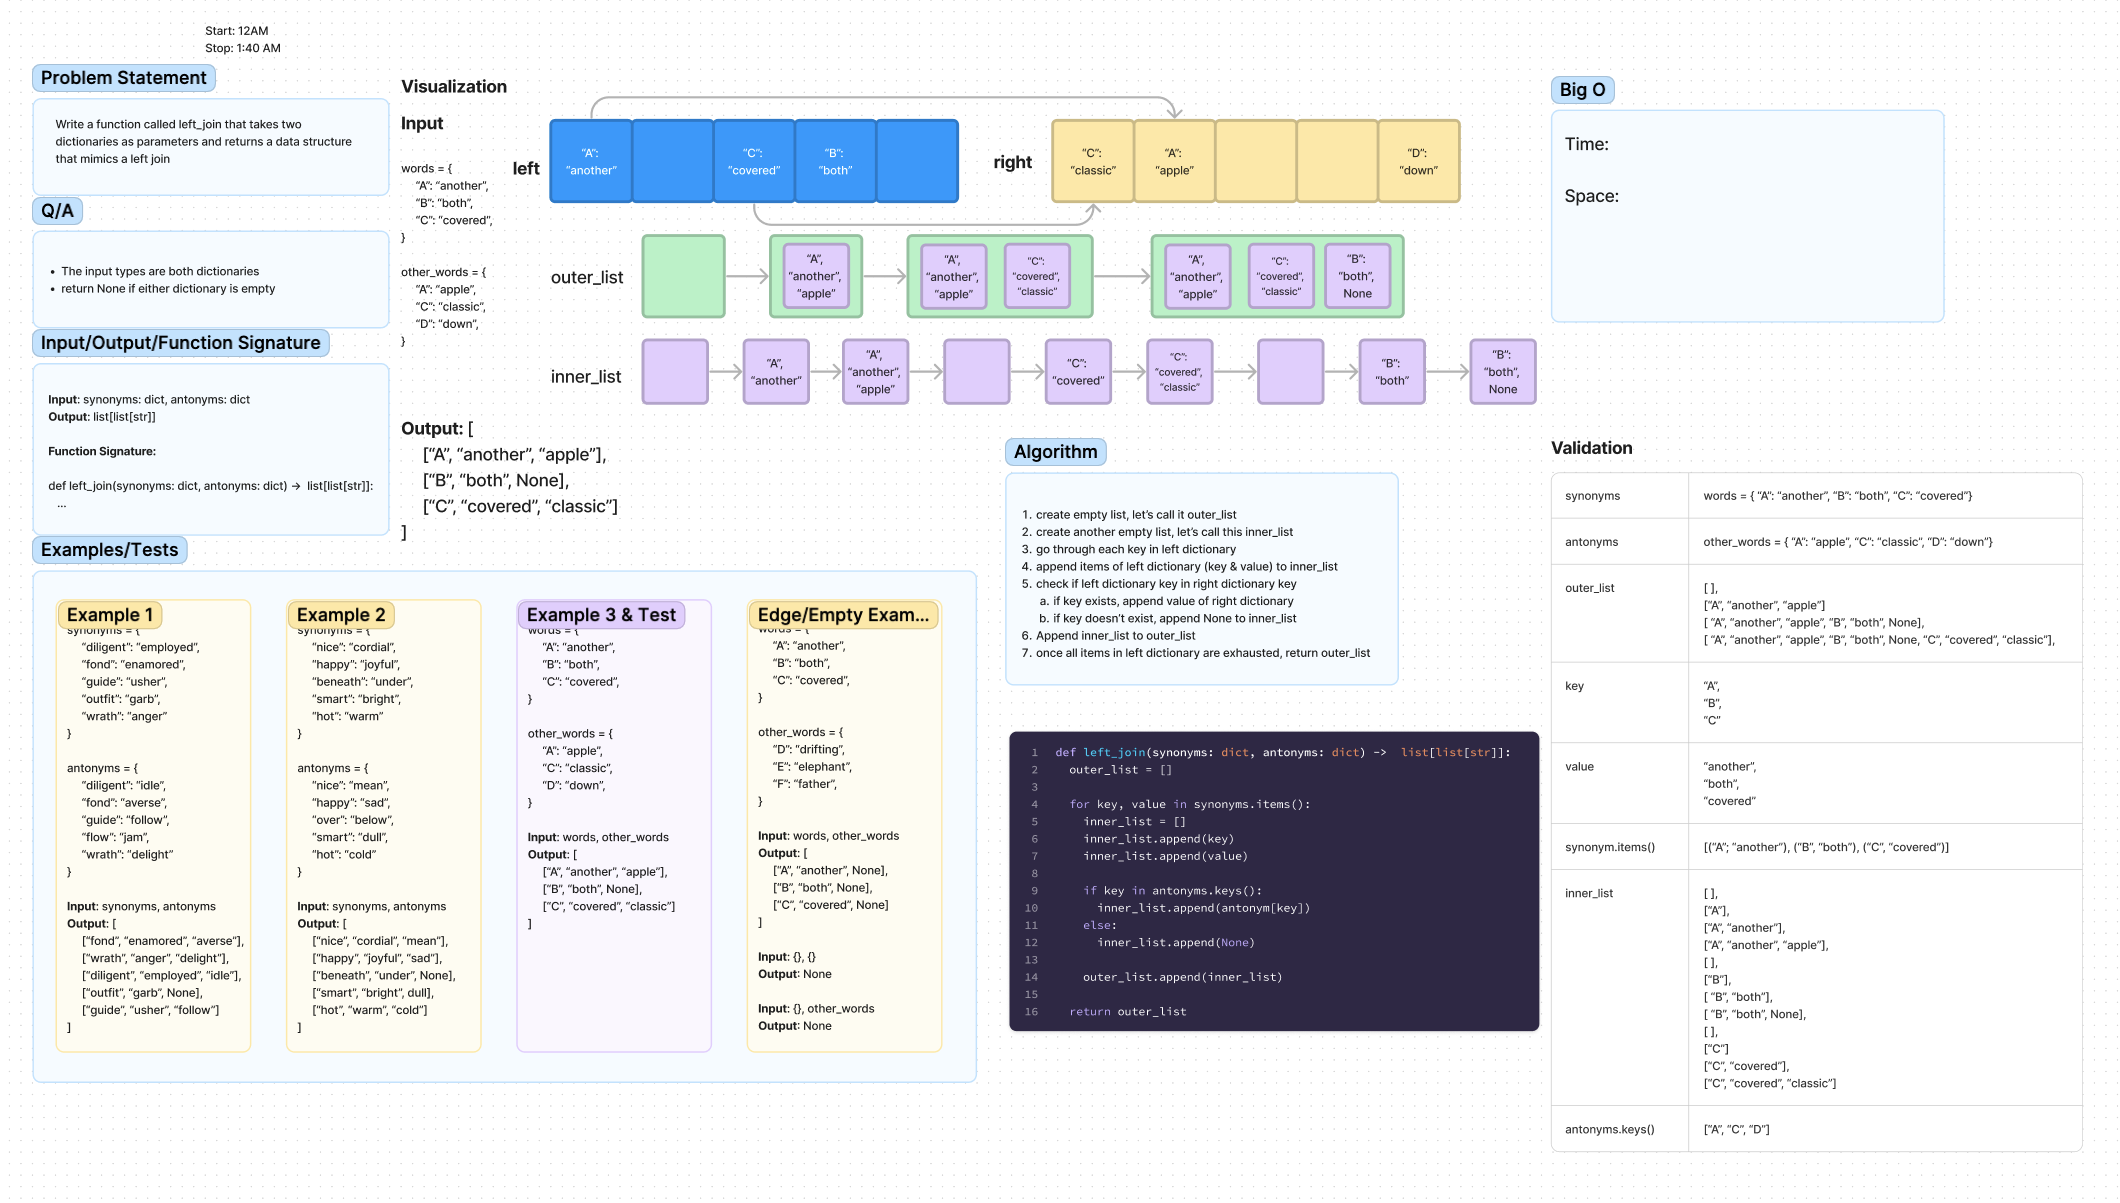 Start: 12AM
Stop: 1:40 AM
Problem Statement
Write a function called left_join that takes two
dictionaries as parameters and returns a data structure
that mimics a left join
Q/A
• The input types are both dictionaries
• return None if either dictionary is empty
Input/Output/Function Signature
Input: synonyms: dict, antonyms: dict
Output: list[list[str]]
Function Signature:
def left_join(synonyms: dict, antonyms: dict) → list[list[str]]:
...
Visualization
Input
words = {
“A”: “another”,
“B”: “both”,
“C”: “covered”,
}
other_words = {
“A”: “apple”,
“C”: “classic”,
“D”: “down”,
}
left
“A”:
“another”
“C”:
“covered”
“B”:
“both”
right
“C”:
“classic”
“A”:
“apple”
“D”:
“down”
outer_list
“A”,
“another”,
“apple”
“A”,
“another”,
“apple”
“C”:
“covered”,
“classic”
“A”,
“another”,
“apple”
“C”:
“covered”,
“classic”
“B”:
“both”,
None
inner_list
“A”,
“another”
“A”,
“another”,
“apple”
“C”:
“covered”
“C”:
“covered”,
“classic”
“B”:
“both”
“B”:
“both”,
None
Output: [
[“A”, “another”, “apple”],
[“B”, “both”, None],
[“C”, “covered”, “classic”]
]
Big O
Time:
Space:
Examples/Tests
Example 1
synonyms = {
“diligent”: “employed”,
“fond”: “enamored”,
“guide”: “usher”,
“outfit”: “garb”,
“wrath”: “anger”
}
antonyms = {
“diligent”: “idle”,
“fond”: “averse”,
“guide”: “follow”,
“flow”: “jam”,
“wrath”: “delight”
}
Input: synonyms, antonyms
Output: [
[“fond”, “enamored”, “averse”],
[“wrath”, “anger”, “delight”],
[“diligent”, “employed”, “idle”],
[“outfit”, “garb”, None],
[“guide”, “usher”, “follow”]
]
Example 2
synonyms = {
“nice”: “cordial”,
“happy”: “joyful”,
“beneath”: “under”,
“smart”: “bright”,
“hot”: “warm”
}
antonyms = {
“nice”: “mean”,
“happy”: “sad”,
“over”: “below”,
“smart”: “dull”,
“hot”: “cold”
}
Input: synonyms, antonyms
Output: [
[“nice”, “cordial”, “mean”],
[“happy”, “joyful”, “sad”],
[“beneath”, “under”, None],
[“smart”, “bright”, dull],
[“hot”, “warm”, “cold”]
]
Example 3 & Test
words = {
“A”: “another”,
“B”: “both”,
“C”: “covered”,
}
other_words = {
“A”: “apple”,
“C”: “classic”,
“D”: “down”,
}
Input: words, other_words
Output: [
[“A”, “another”, “apple”],
[“B”, “both”, None],
[“C”, “covered”, “classic”]
]
Edge/Empty Exam...
words = {
“A”: “another”,
“B”: “both”,
“C”: “covered”,
}
other_words = {
“D”: “drifting”,
“E”: “elephant”,
“F”: “father”,
}
Input: words, other_words
Output: [
[“A”, “another”, None],
[“B”, “both”, None],
[“C”, “covered”, None]
]
Input: {}, {}
Output: None
Input: {}, other_words
Output: None
Algorithm
1. create empty list, let’s call it outer_list
2. create another empty list, let’s call this inner_list
3. go through each key in left dictionary
4. append items of left dictionary (key & value) to inner_list
5. check if left dictionary key in right dictionary key
a. if key exists, append value of right dictionary
b. if key doesn’t exist, append None to inner_list
6. Append inner_list to outer_list
7. once all items in left dictionary are exhausted, return outer_list
1 def left_join(synonyms: dict, antonyms: dict) -> list[list[str]]:
2 outer_list = []
3
4 for key, value in synonyms.items():
5 inner_list = []
6 inner_list.append(key)
7 inner_list.append(value)
8
9 if key in antonyms.keys():
10 inner_list.append(antonym[key])
11 else:
12 inner_list.append(None)
13
14 outer_list.append(inner_list)
15
16 return outer_list
Validation
synonyms
words = { “A”: “another”, “B”: “both”, “C”: “covered”}
antonyms
other_words = { “A”: “apple”, “C”: “classic”, “D”: “down”}
outer_list
[ ],
[“A”, “another”, “apple”]
[ “A”, “another”, “apple”, “B”, “both”, None],
[ “A”, “another”, “apple”, “B”, “both”, None, “C”, “covered”, “classic”],
key
“A”,
“B”,
“C”
value
“another”,
“both”,
“covered”
synonym.items()
[(“A”; “another”), (“B”, “both”), (“C”, “covered”)]
inner_list
[ ],
[“A”],
[“A”, “another”],
[“A”, “another”, “apple”],
[ ],
[“B”],
[ “B”, “both”],
[ “B”, “both”, None],
[ ],
[“C”]
[“C”, “covered”],
[“C”, “covered”, “classic”]
antonyms.keys()
[“A”, “C”, “D”]